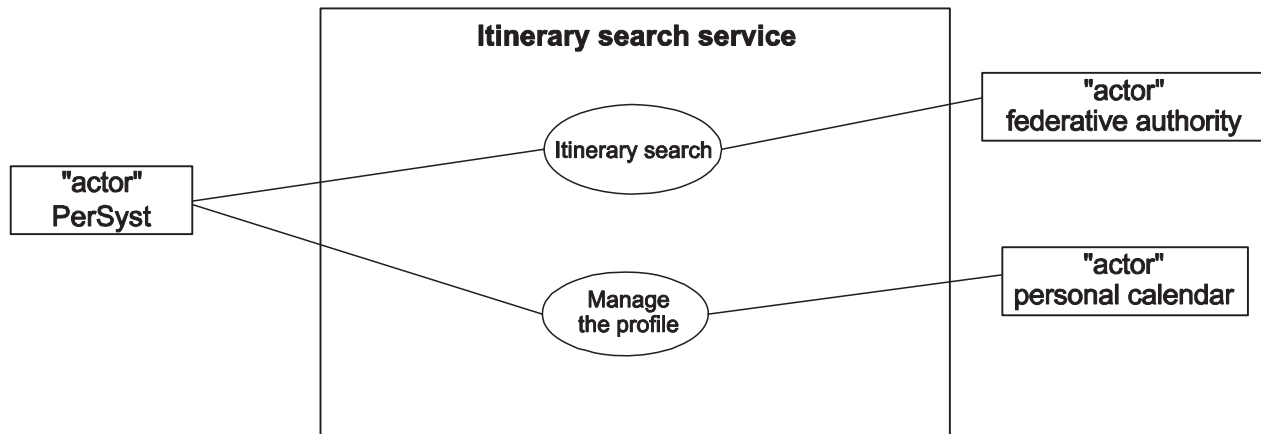 Itinerary search service
"actor"
federative authority
Itinerary search
"actor"
PerSyst
"actor"
personal calendar
Manage
the profile